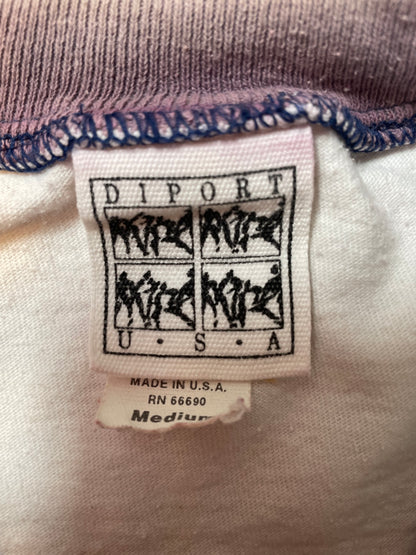 DIPORT
U·S·A
MADE IN U.S.A.
RN 66690
Medium